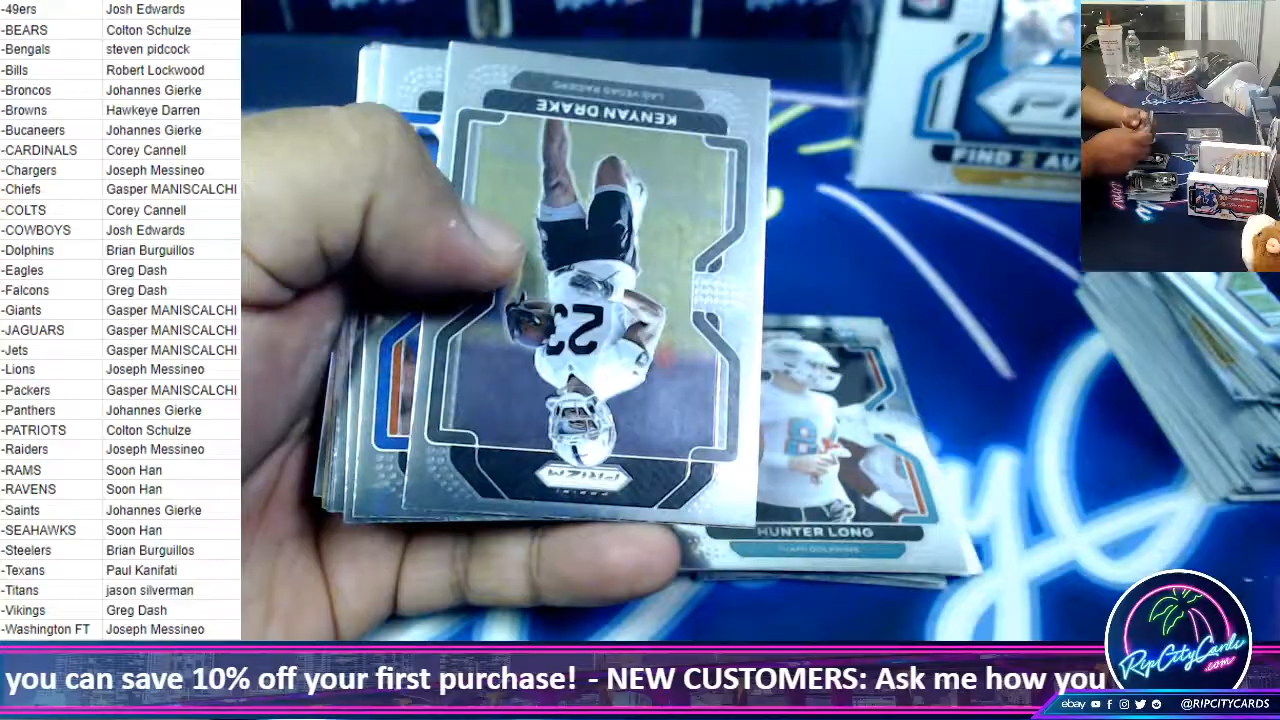 -49ers Josh Edwards
-BEARS Colton Schulze
-Bengals steven pidcock
-Bills Robert Lockwood
-Broncos Johannes Gierke
-Browns Hawkeye Darren
-Bucaneers Johannes Gierke
-CARDINALS Corey Cannell
-Chargers Joseph Messineo
-Chiefs Gasper MANISCALCHI
-COLTS Corey Cannell
-COWBOYS Josh Edwards
-Dolphins Brian Burguillos
-Eagles Greg Dash
-Falcons Greg Dash
-Giants Gasper MANISCALCHI
-JAGUARS Gasper MANISCALCHI
-Jets Gasper MANISCALCHI
-Lions Joseph Messineo
-Packers Gasper MANISCALCHI
-Panthers Johannes Gierke
-PATRIOTS Colton Schulze
-Raiders Joseph Messineo
-RAMS Soon Han
-RAVENS Soon Han
-Saints Johannes Gierke
-SEAHAWKS Soon Han
-Steelers Brian Burguillos
-Texans Paul Kanifati
-Titans jason silverman
-Vikings Greg Dash
-Washington FT Joseph Messineo
LAS VEGAS RAIDERS
KENYAN DRAKE
23
PRIZM
PANINI
FIND 2 AU
HUNTER LONG
MIAMI DOLPHINS
you can save 10% off your first purchase! - NEW CUSTOMERS: Ask me how you
RipCityCards
.com
ebay @RIPCITYCARDS